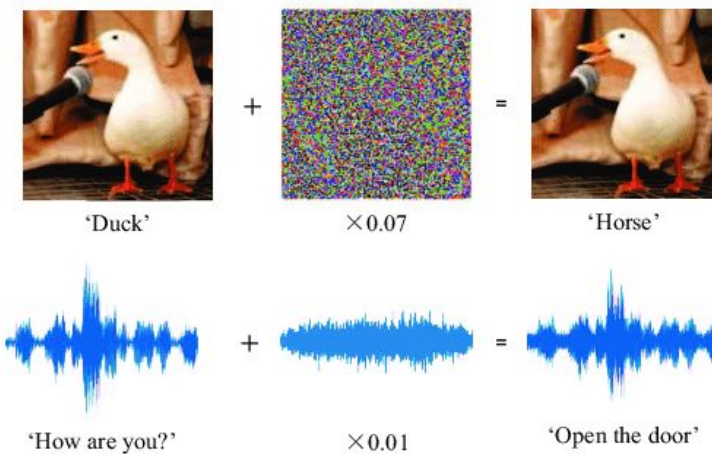 + =
‘Duck’ ×0.07 ‘Horse’
+ =
‘How are you?’ ×0.01 ‘Open the door’